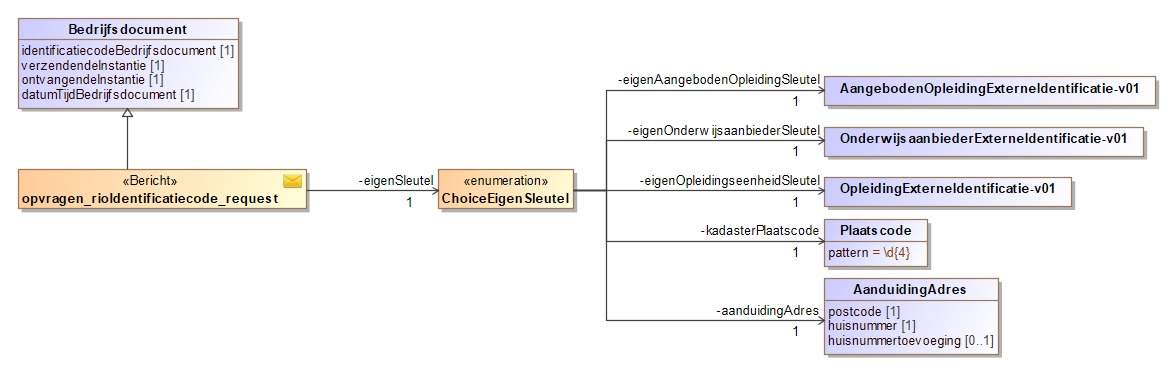 Bedrijfsdocument
identificatiecodeBedrijfsdocument [1]
verzendendeInstantie [1]
ontvangendeInstantie [1]
datumTijdBedrijfsdocument [1]
«Bericht»
opvragen_rioIdentificatiecode_request
-eigenSleutel
1
«enumeration»
ChoiceEigenSleutel
-eigenAangebodenOpleidingSleutel
1
AangebodenOpleidingExterneIdentificatie-v01
-eigenOnderwijsaanbiederSleutel
1
OnderwijsaanbiederExterneIdentificatie-v01
-eigenOpleidingseenheidSleutel
1
OpleidingExterneIdentificatie-v01
-kadasterPlaatscode
1
Plaatscode
pattern = \d{4}
-aanduidingAdres
1
AanduidingAdres
postcode [1]
huisnummer [1]
huisnummertoevoeging [0..1]